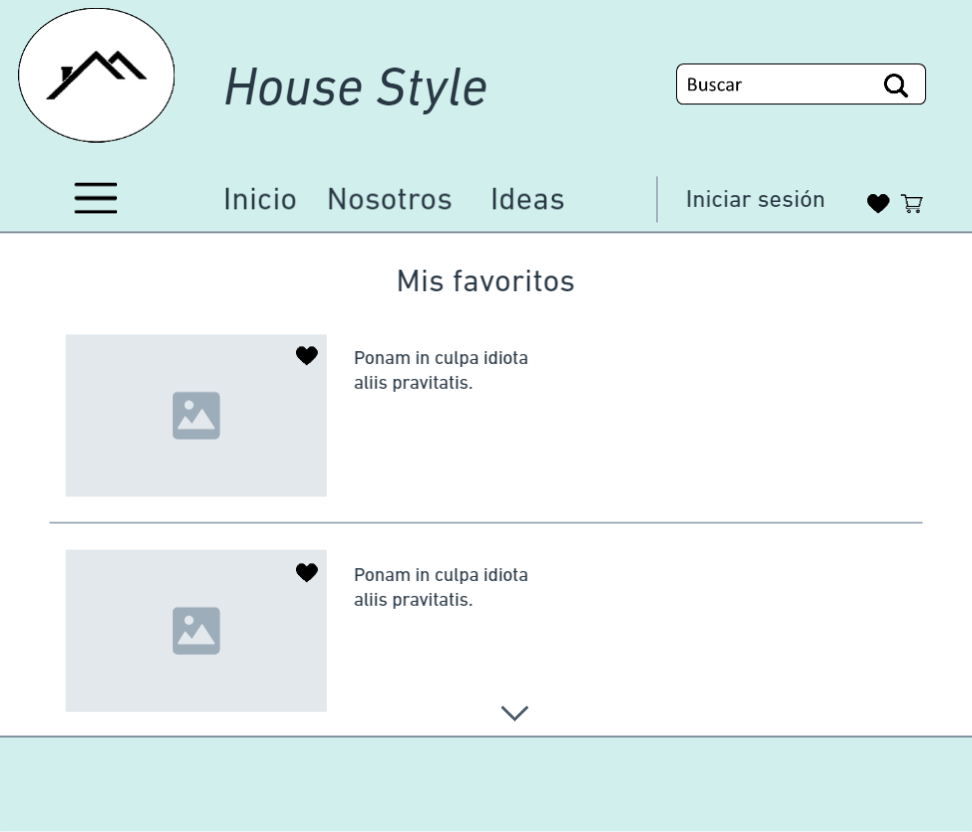 House Style
Buscar
Inicio Nosotros Ideas Iniciar sesión
Mis favoritos
Ponam in culpa idiota
aliis pravitatis.
Ponam in culpa idiota
aliis pravitatis.